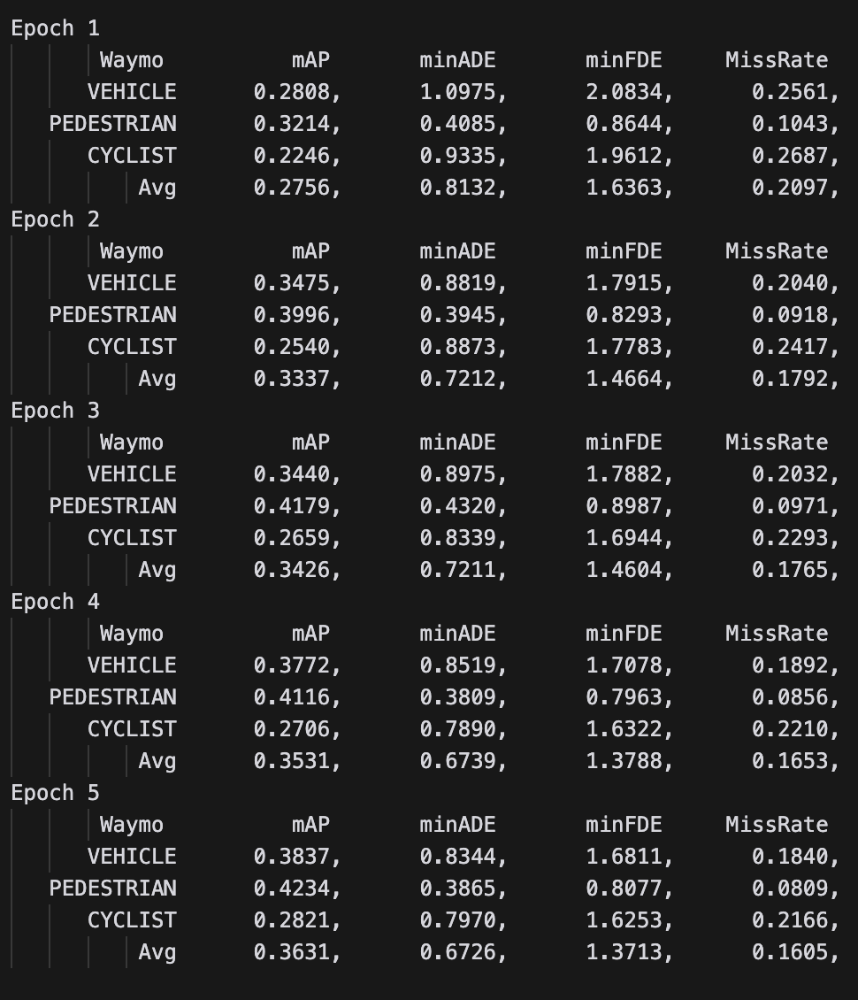 Epoch 1
Waymo mAP minADE minFDE MissRate
VEHICLE 0.2808, 1.0975, 2.0834, 0.2561,
PEDESTRIAN 0.3214, 0.4085, 0.8644, 0.1043,
CYCLIST 0.2246, 0.9335, 1.9612, 0.2687,
Avg 0.2756, 0.8132, 1.6363, 0.2097,
Epoch 2
Waymo mAP minADE minFDE MissRate
VEHICLE 0.3475, 0.8819, 1.7915, 0.2040,
PEDESTRIAN 0.3996, 0.3945, 0.8293, 0.0918,
CYCLIST 0.2540, 0.8873, 1.7783, 0.2417,
Avg 0.3337, 0.7212, 1.4664, 0.1792,
Epoch 3
Waymo mAP minADE minFDE MissRate
VEHICLE 0.3440, 0.8975, 1.7882, 0.2032,
PEDESTRIAN 0.4179, 0.4320, 0.8987, 0.0971,
CYCLIST 0.2659, 0.8339, 1.6944, 0.2293,
Avg 0.3426, 0.7211, 1.4604, 0.1765,
Epoch 4
Waymo mAP minADE minFDE MissRate
VEHICLE 0.3772, 0.8519, 1.7078, 0.1892,
PEDESTRIAN 0.4116, 0.3809, 0.7963, 0.0856,
CYCLIST 0.2706, 0.7890, 1.6322, 0.2210,
Avg 0.3531, 0.6739, 1.3788, 0.1653,
Epoch 5
Waymo mAP minADE minFDE MissRate
VEHICLE 0.3837, 0.8344, 1.6811, 0.1840,
PEDESTRIAN 0.4234, 0.3865, 0.8077, 0.0809,
CYCLIST 0.2821, 0.7970, 1.6253, 0.2166,
Avg 0.3631, 0.6726, 1.3713, 0.1605,